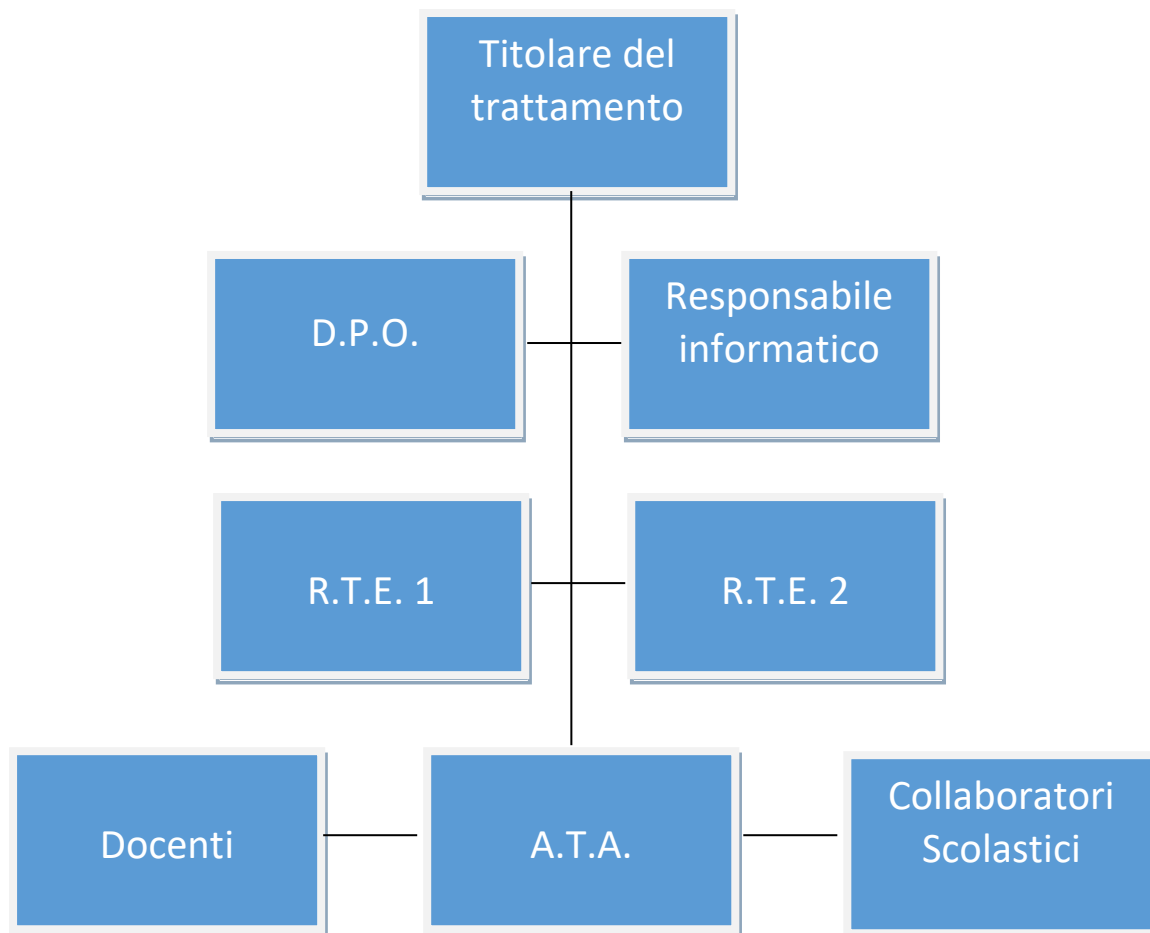 Titolare del
trattamento
D.P.O.
Responsabile
informatico
R.T.E. 1
R.T.E. 2
Docenti
A.T.A.
Collaboratori
Scolastici